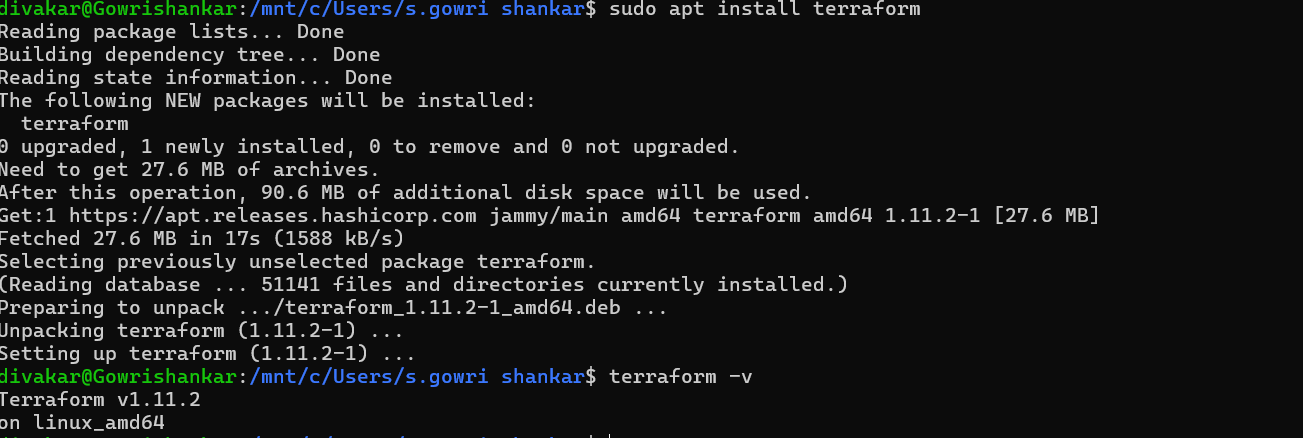 divakar@Gowrishankar:/mnt/c/Users/s.gowri shankar$ sudo apt install terraform
Reading package lists... Done
Building dependency tree... Done
Reading state information... Done
The following NEW packages will be installed:
  terraform
0 upgraded, 1 newly installed, 0 to remove and 0 not upgraded.
Need to get 27.6 MB of archives.
After this operation, 90.6 MB of additional disk space will be used.
Get:1 https://apt.releases.hashicorp.com jammy/main amd64 terraform amd64 1.11.2-1 [27.6 MB]
Fetched 27.6 MB in 17s (1588 kB/s)
Selecting previously unselected package terraform.
(Reading database ... 51141 files and directories currently installed.)
Preparing to unpack .../terraform_1.11.2-1_amd64.deb ...
Unpacking terraform (1.11.2-1) ...
Setting up terraform (1.11.2-1) ...
divakar@Gowrishankar:/mnt/c/Users/s.gowri shankar$ terraform -v
Terraform v1.11.2
on linux_amd64